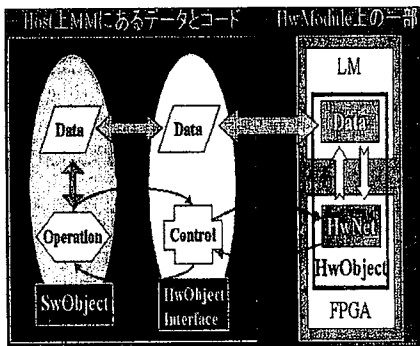 Host上MMにあるデータとコード
HwModule上の一部
LM
Data
Data
Data
Operation
Control
HwNet
HwObject
SwObject
HwObject
Interface
FPGA